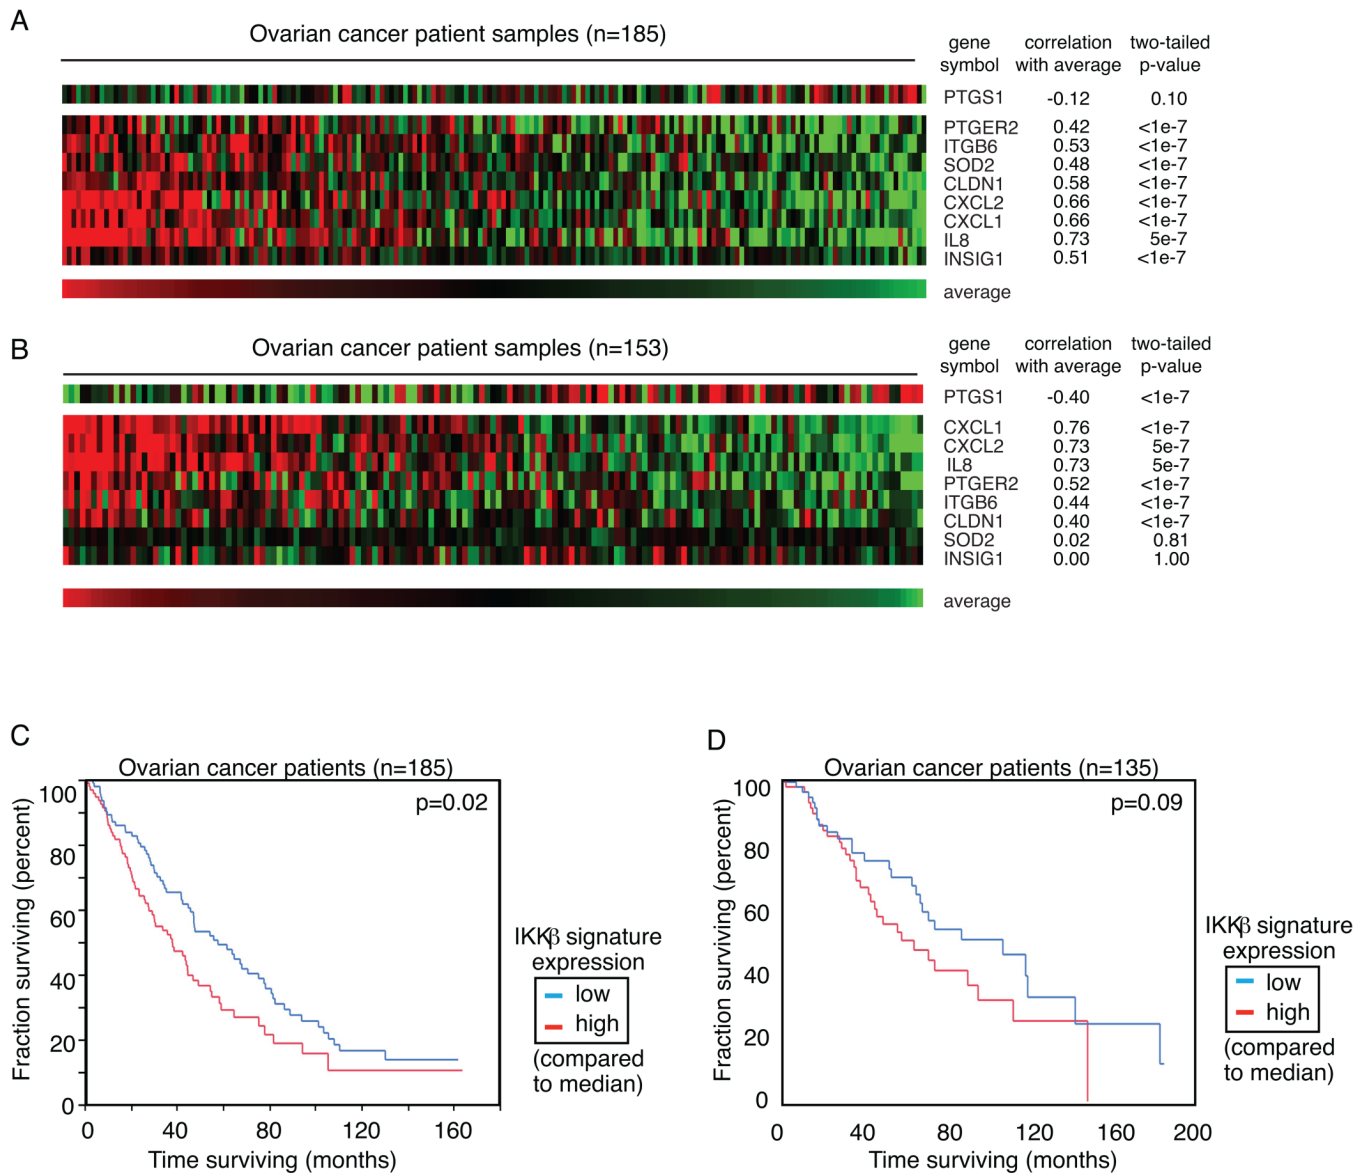 A
Ovarian cancer patient samples (n=185)
gene correlation two-tailed
symbol with average p-value
PTGS1 -0.12 0.10
PTGER2 0.42 <1e-7
ITGB6 0.53 <1e-7
SOD2 0.48 <1e-7
CLDN1 0.58 <1e-7
CXCL2 0.66 <1e-7
CXCL1 0.66 <1e-7
IL8 0.73 5e-7
INSIG1 0.51 <1e-7
average
B
Ovarian cancer patient samples (n=153)
gene correlation two-tailed
symbol with average p-value
PTGS1 -0.40 <1e-7
CXCL1 0.76 <1e-7
CXCL2 0.73 5e-7
IL8 0.73 5e-7
PTGER2 0.52 <1e-7
ITGB6 0.44 <1e-7
CLDN1 0.40 <1e-7
SOD2 0.02 0.81
INSIG1 0.00 1.00
average
C
Ovarian cancer patients (n=185)
p=0.02
Fraction surviving (percent)
100
80
60
40
20
0
0 40 80 120 160
Time surviving (months)
IKKβ signature
expression
low
high
(compared
to median)
D
Ovarian cancer patients (n=135)
p=0.09
Fraction surviving (percent)
100
80
60
40
20
0
0 40 80 120 160 200
Time surviving (months)
IKKβ signature
expression
low
high
(compared
to median)